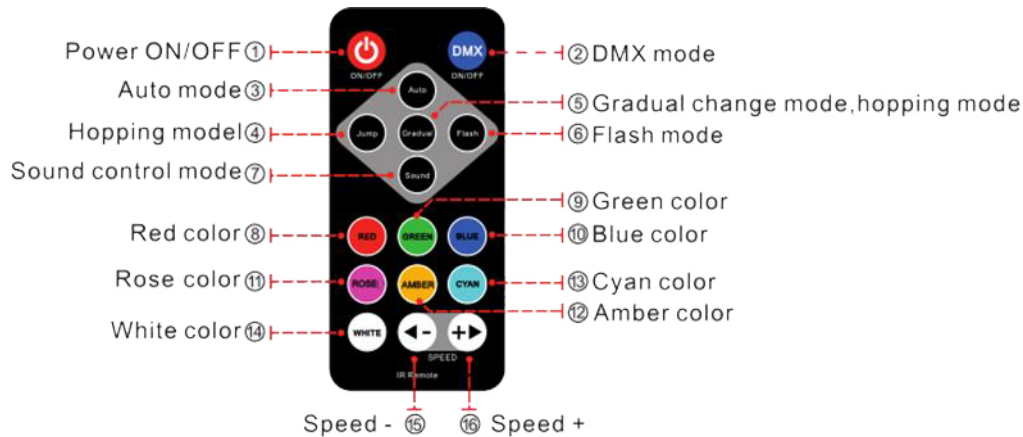 Power ON/OFF①
②DMX mode
DMX
ON/OFF
ON/OFF
Auto mode③
Auto
⑤Gradual change mode,hopping mode
Hopping model④
Jump
Gradual
Flash
⑥Flash mode
Sound control mode⑦
Sound
⑨Green color
Red color⑧
RED
GREEN
BLUE
⑩Blue color
Rose color⑪
ROSE
AMBER
CYAN
⑬Cyan color
⑫Amber color
White color⑭
WHITE
-
+
SPEED
IR Remote
Speed - ⑮
⑯ Speed +